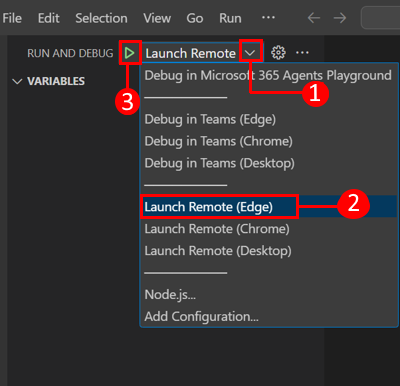 File Edit Selection View Go Run ...
RUN AND DEBUG Launch Remote ...
VARIABLES
Debug in Microsoft 365 Agents Playground
1
3
Debug in Teams (Edge)
Debug in Teams (Chrome)
Debug in Teams (Desktop)
Launch Remote (Edge)
2
Launch Remote (Chrome)
Launch Remote (Desktop)
Node.js...
Add Configuration...